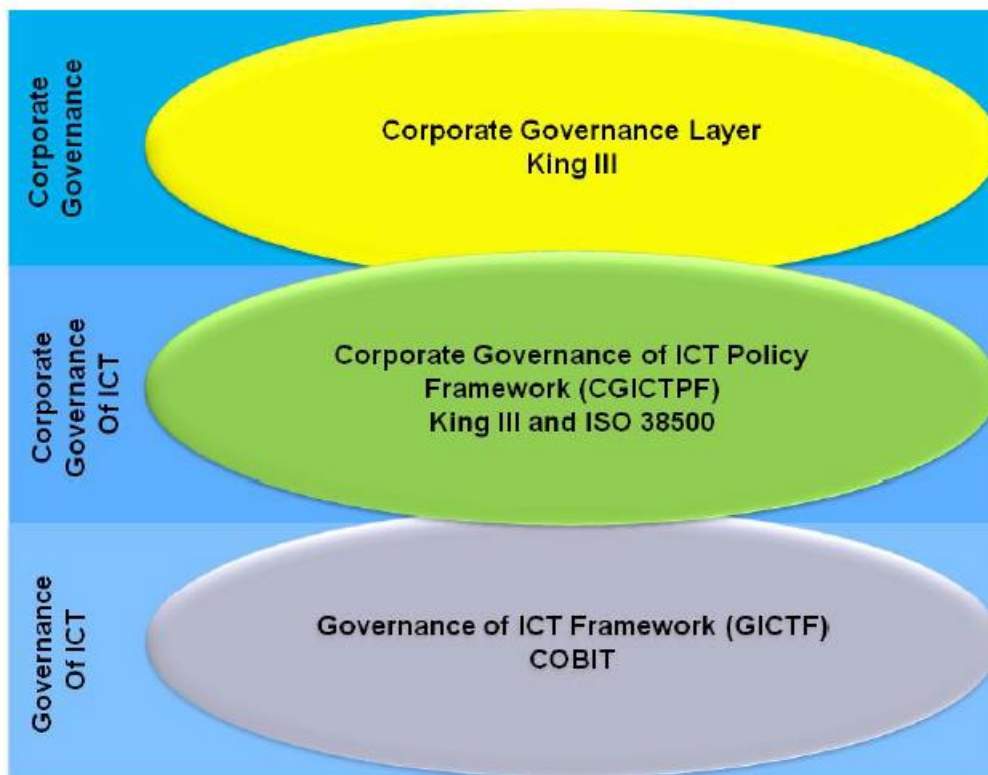 Corporate
Governance
Corporate Governance Layer
King III
Corporate
Governance
Of ICT
Corporate Governance of ICT Policy
Framework (CGICTPF)
King III and ISO 38500
Governance
Of ICT
Governance of ICT Framework (GICTF)
COBIT